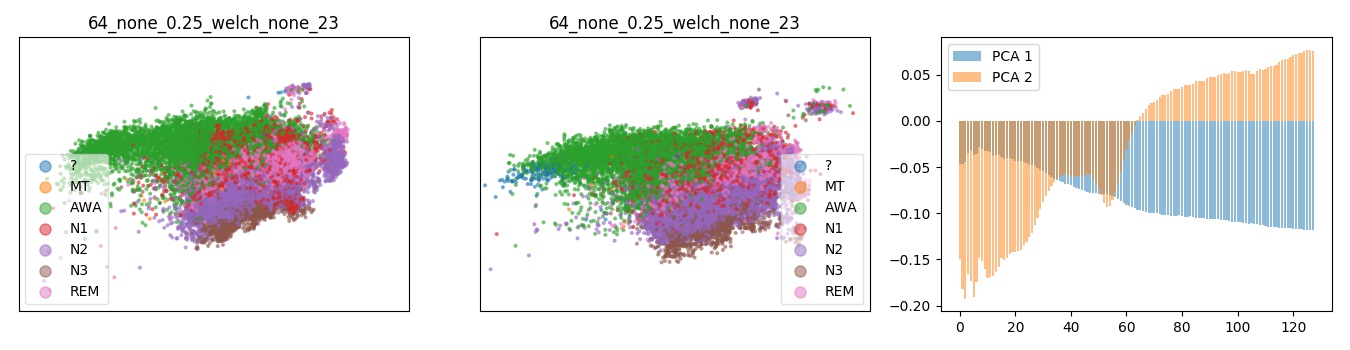 64_none_0.25_welch_none_23
?
MT
AWA
N1
N2
N3
REM
64_none_0.25_welch_none_23
?
MT
AWA
N1
N2
N3
REM
PCA 1
PCA 2
0.05
0.00
−0.05
−0.10
−0.15
−0.20
0 20 40 60 80 100 120